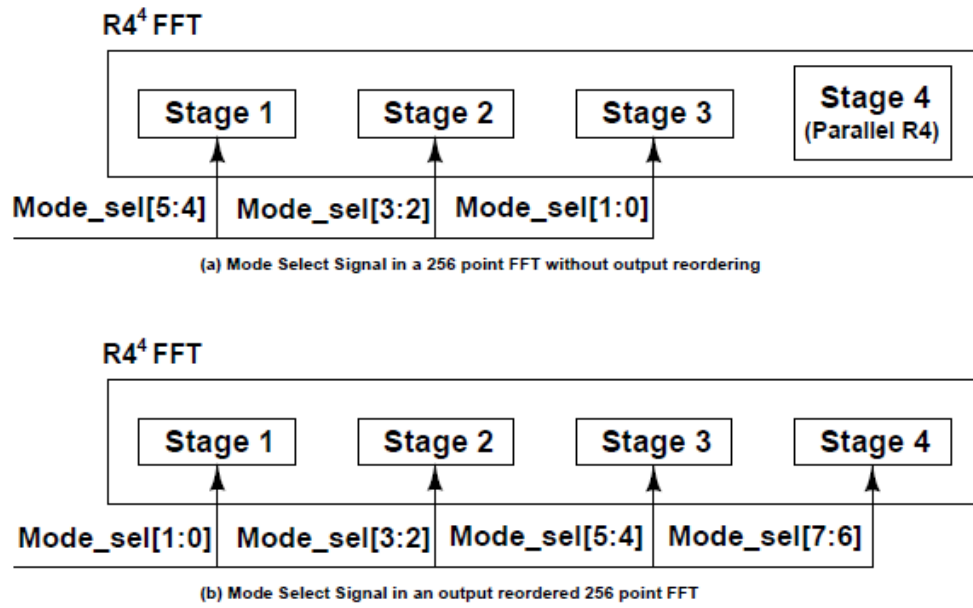 R4⁴ FFT
Stage 1 Stage 2 Stage 3 Stage 4
(Parallel R4)
Mode_sel[5:4] Mode_sel[3:2] Mode_sel[1:0]
(a) Mode Select Signal in a 256 point FFT without output reordering
R4⁴ FFT
Stage 1 Stage 2 Stage 3 Stage 4
Mode_sel[1:0] Mode_sel[3:2] Mode_sel[5:4] Mode_sel[7:6]
(b) Mode Select Signal in an output reordered 256 point FFT